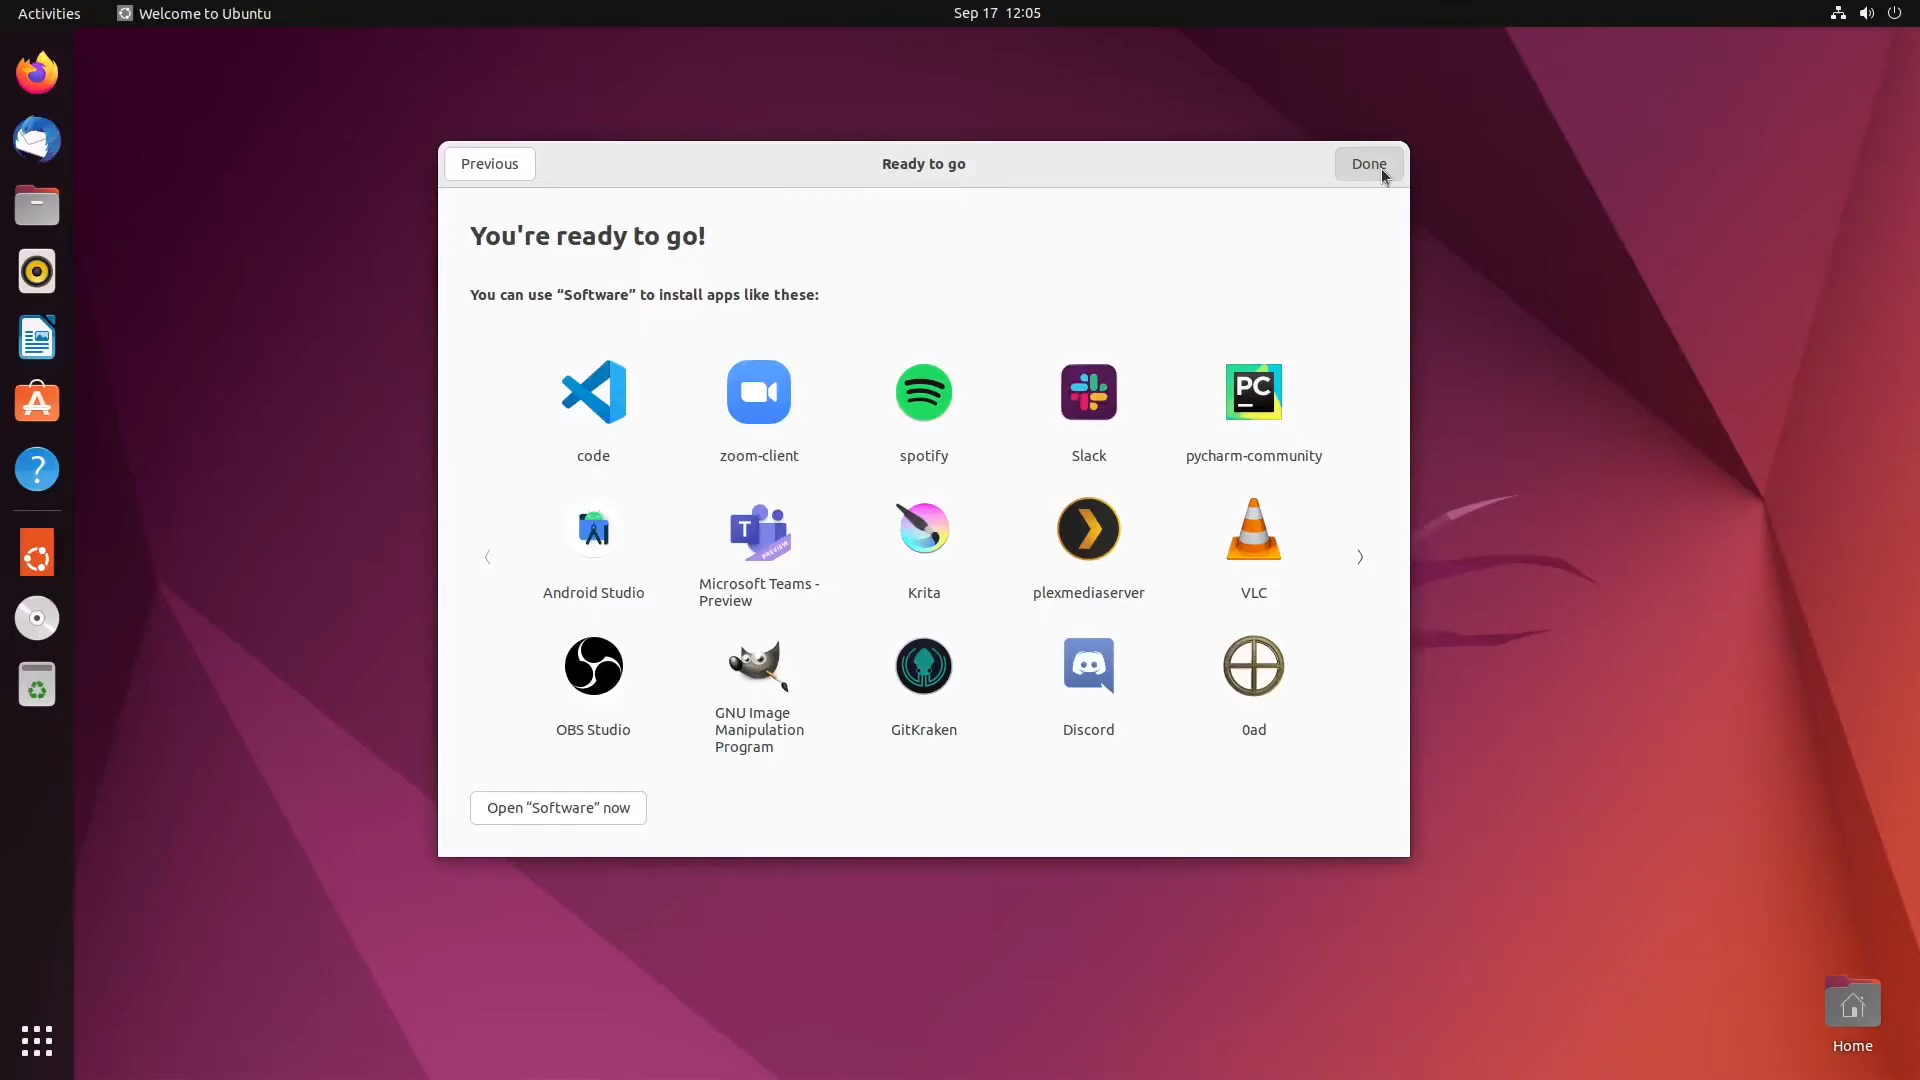 Activities
Welcome to Ubuntu
Sep 17 12:05
Previous
Ready to go
Done
You're ready to go!
You can use “Software” to install apps like these:
code
zoom-client
spotify
Slack
PC
pycharm-community
T
PREVIEW
Android Studio
Microsoft Teams -
Preview
Krita
plexmediaserver
VLC
OBS Studio
GNU Image
Manipulation
Program
GitKraken
Discord
0ad
Open “Software” now
Home